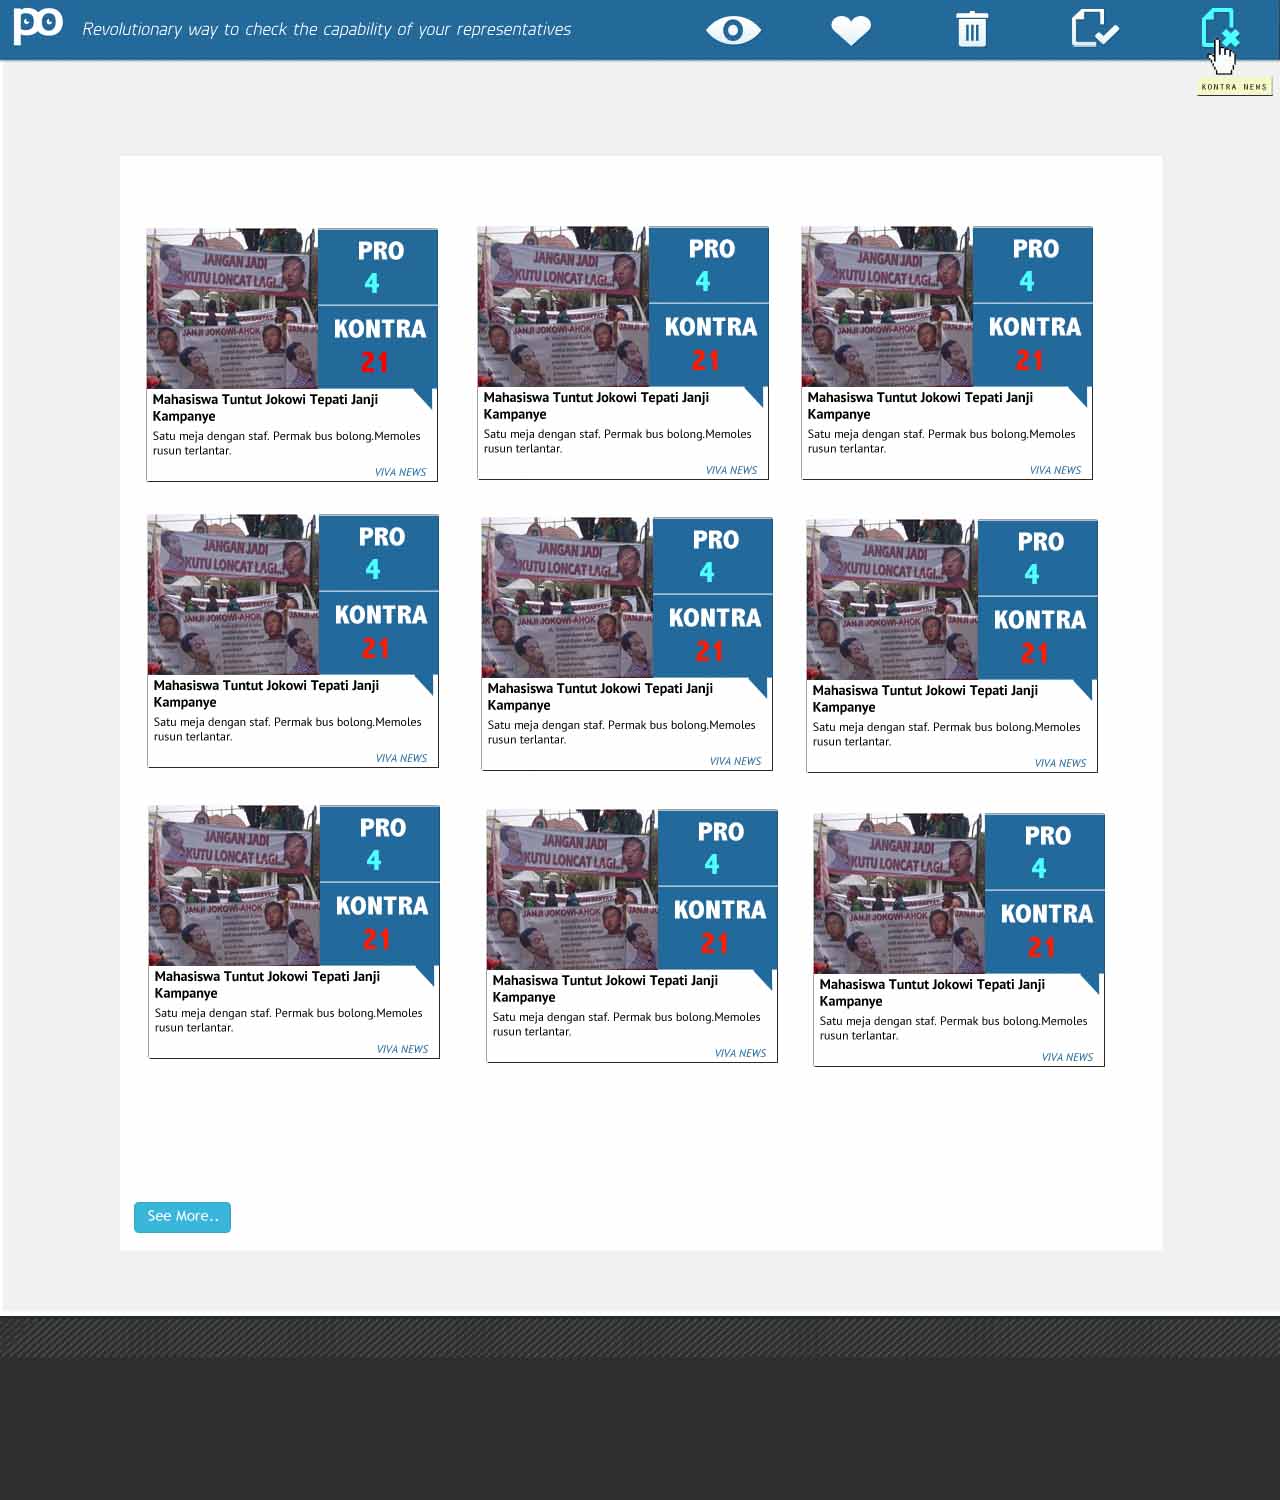 po Revolutionary way to check the capability of your representatives
KONTRA NEWS
JANGAN JADI
KUTU LONCAT LAGI...
JANJI JOKOWI-AHOK
PRO
4
KONTRA
21
Mahasiswa Tuntut Jokowi Tepati Janji
Kampanye
Satu meja dengan staf. Permak bus bolong.Memoles
rusun terlantar.
VIVA NEWS
JANGAN JADI
KUTU LONCAT LAGI...
JANJI JOKOWI-AHOK
PRO
4
KONTRA
21
Mahasiswa Tuntut Jokowi Tepati Janji
Kampanye
Satu meja dengan staf. Permak bus bolong.Memoles
rusun terlantar.
VIVA NEWS
JANGAN JADI
KUTU LONCAT LAGI...
JANJI JOKOWI-AHOK
PRO
4
KONTRA
21
Mahasiswa Tuntut Jokowi Tepati Janji
Kampanye
Satu meja dengan staf. Permak bus bolong.Memoles
rusun terlantar.
VIVA NEWS
JANGAN JADI
KUTU LONCAT LAGI...
JANJI JOKOWI-AHOK
PRO
4
KONTRA
21
Mahasiswa Tuntut Jokowi Tepati Janji
Kampanye
Satu meja dengan staf. Permak bus bolong.Memoles
rusun terlantar.
VIVA NEWS
JANGAN JADI
KUTU LONCAT LAGI...
JANJI JOKOWI-AHOK
PRO
4
KONTRA
21
Mahasiswa Tuntut Jokowi Tepati Janji
Kampanye
Satu meja dengan staf. Permak bus bolong.Memoles
rusun terlantar.
VIVA NEWS
JANGAN JADI
KUTU LONCAT LAGI...
JANJI JOKOWI-AHOK
PRO
4
KONTRA
21
Mahasiswa Tuntut Jokowi Tepati Janji
Kampanye
Satu meja dengan staf. Permak bus bolong.Memoles
rusun terlantar.
VIVA NEWS
JANGAN JADI
KUTU LONCAT LAGI...
JANJI JOKOWI-AHOK
PRO
4
KONTRA
21
Mahasiswa Tuntut Jokowi Tepati Janji
Kampanye
Satu meja dengan staf. Permak bus bolong.Memoles
rusun terlantar.
VIVA NEWS
JANGAN JADI
KUTU LONCAT LAGI...
JANJI JOKOWI-AHOK
PRO
4
KONTRA
21
Mahasiswa Tuntut Jokowi Tepati Janji
Kampanye
Satu meja dengan staf. Permak bus bolong.Memoles
rusun terlantar.
VIVA NEWS
JANGAN JADI
KUTU LONCAT LAGI...
JANJI JOKOWI-AHOK
PRO
4
KONTRA
21
Mahasiswa Tuntut Jokowi Tepati Janji
Kampanye
Satu meja dengan staf. Permak bus bolong.Memoles
rusun terlantar.
VIVA NEWS
See More..